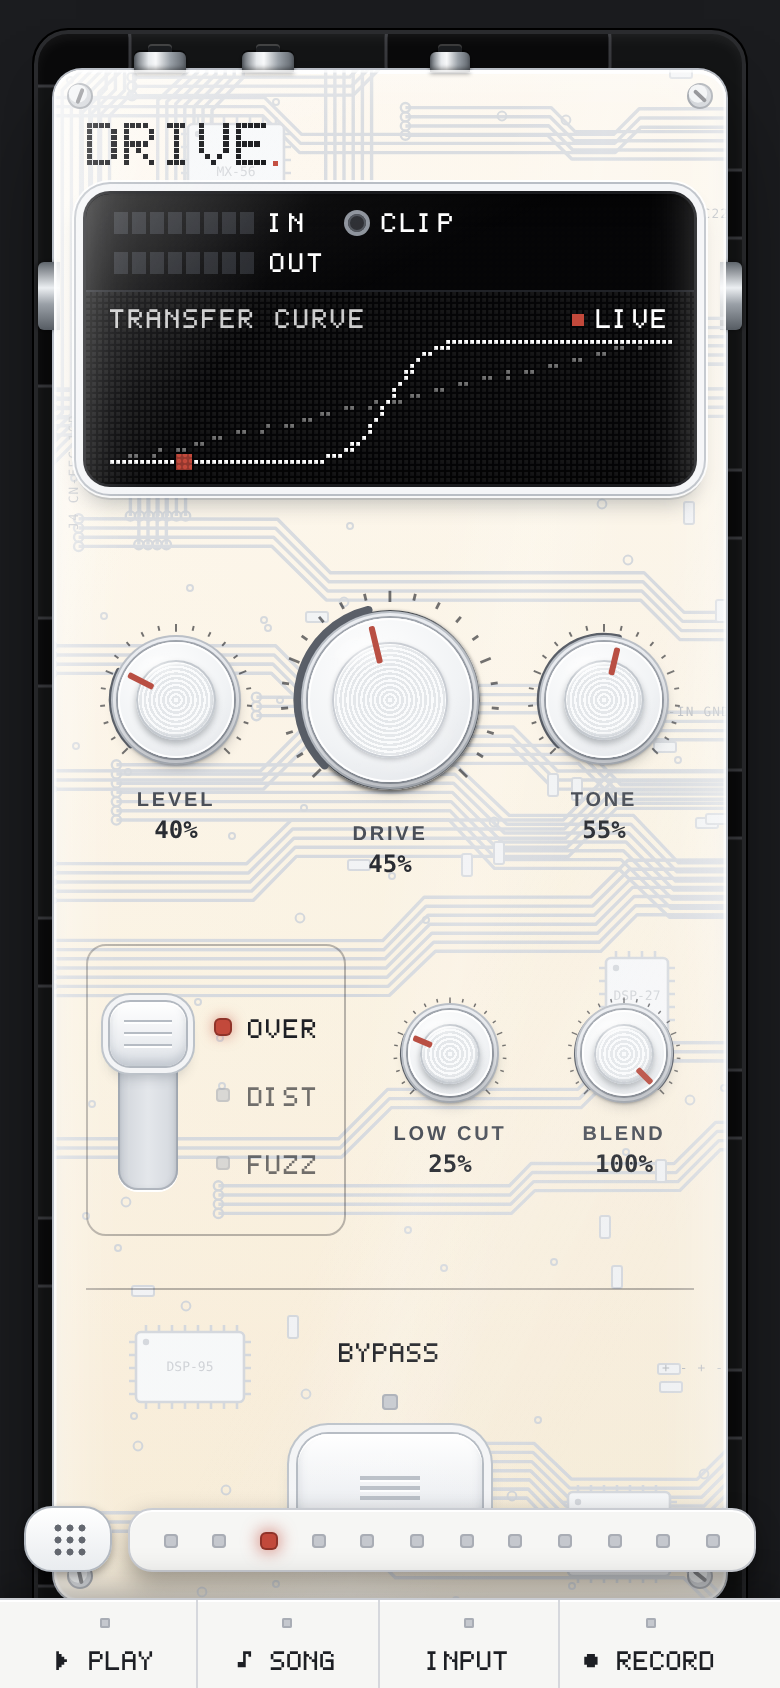 DRIVE.
MX-56
IN CLIP
OUT
TRANSFER CURVE LIVE
LEVEL
40%
DRIVE
45%
TONE
55%
DSP-27
OVER
DIST
FUZZ
LOW CUT
25%
BLEND
100%
BYPASS
DSP-95
+ - + -
PLAY SONG INPUT RECORD